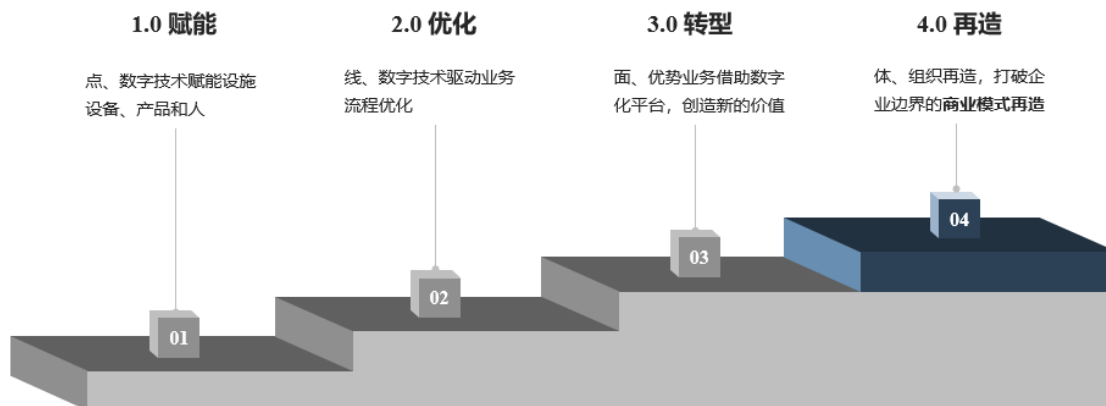 1.0 赋能
点、数字技术赋能设施
设备、产品和人
2.0 优化
线、数字技术驱动业务
流程优化
3.0 转型
面、优势业务借助数字
化平台，创造新的价值
4.0 再造
体、组织再造，打破企
业边界的商业模式再造
01
02
03
04